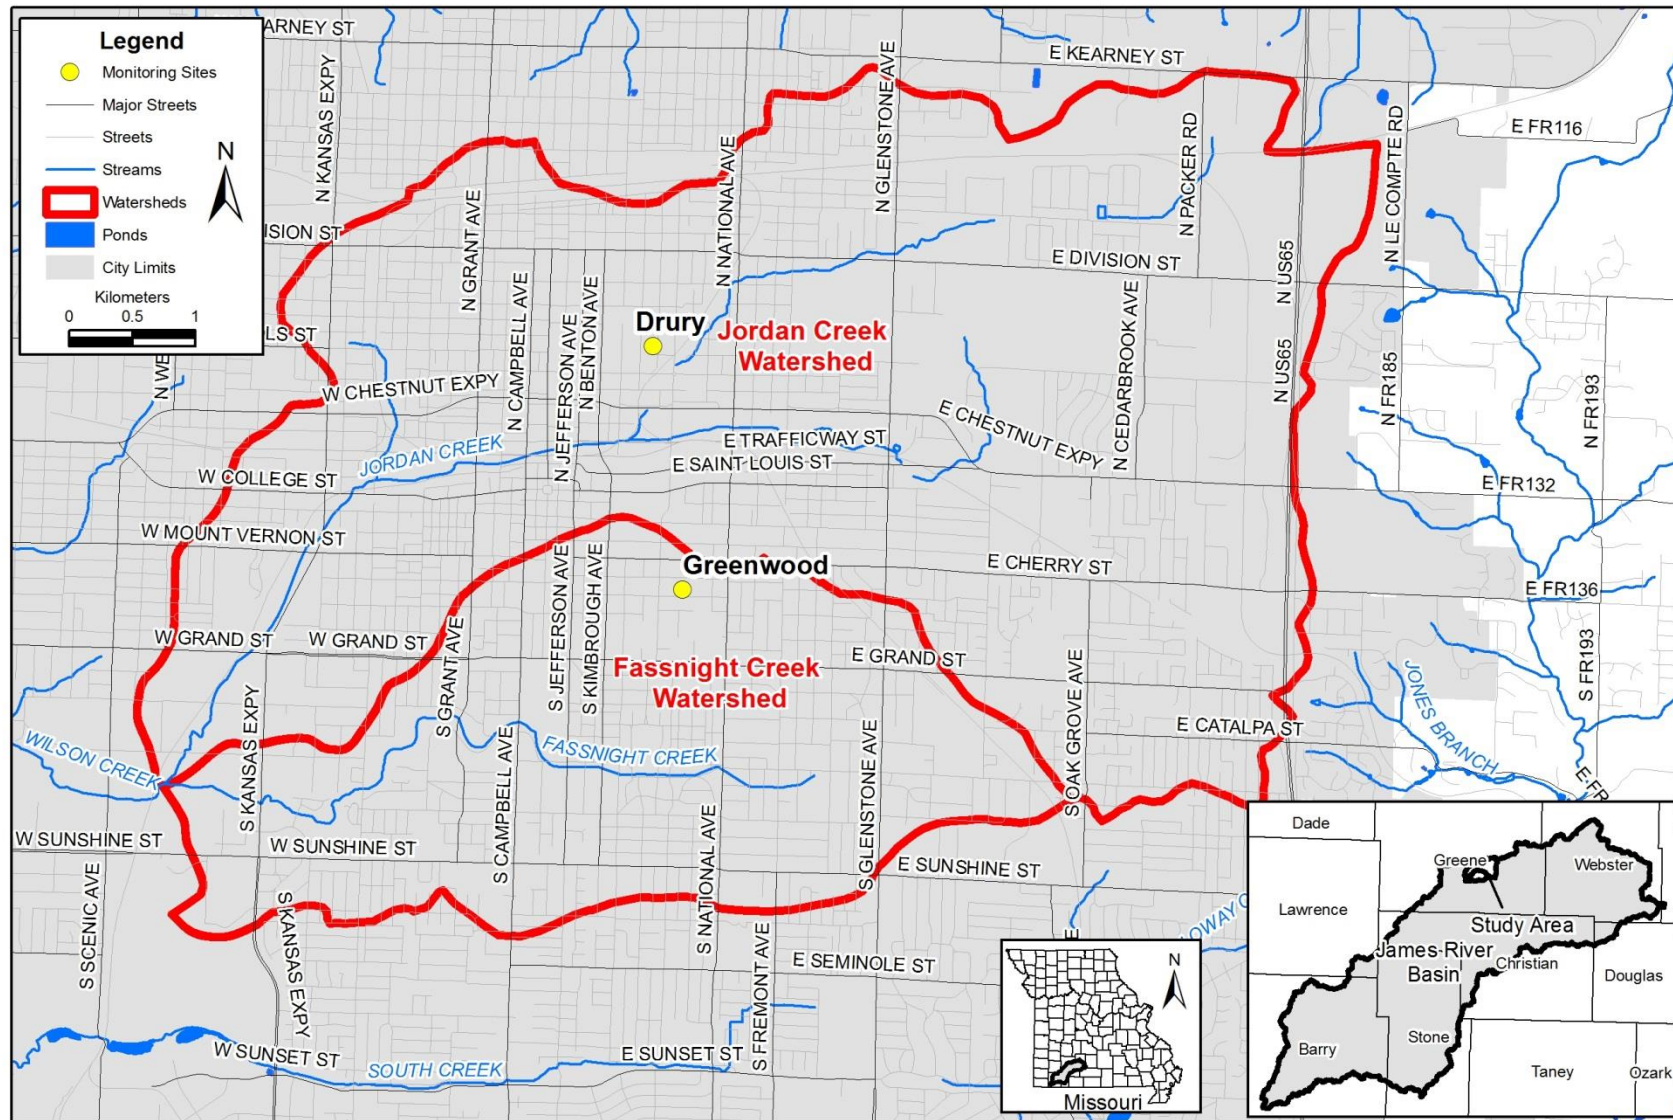 Legend
Monitoring Sites
Major Streets
Streets
Streams
Watersheds
Ponds
City Limits
Kilometers
0 0.5 1
N
ARNEY ST
E KEARNEY ST
N KANSAS EXPY
N GLENSTONE AVE
N NATIONAL AVE
N PACKER RD
N LE COMPTE RD
E FR116
ISION ST
N GRANT AVE
E DIVISION ST
N US65
N CAMPBELL AVE
N JEFFERSON AVE
N BENTON AVE
N CEDARBROOK AVE
Drury
Jordan Creek
Watershed
LS ST
N WE
W CHESTNUT EXPY
N US65
N FR185
N FR193
E CHESTNUT EXPY
E TRAFFICWAY ST
JORDAN CREEK
E SAINT LOUIS ST
W COLLEGE ST
E FR132
W MOUNT VERNON ST
Greenwood
E CHERRY ST
E FR136
S JEFFERSON AVE
S KIMBROUGH AVE
W GRAND ST
W GRAND ST
S GRANT AVE
E GRAND ST
S OAK GROVE AVE
S FR193
Fassnight Creek
Watershed
S KANSAS EXPY
E CATALPA ST
JONES BRANCH
WILSON CREEK
FASSNIGHT CREEK
S CAMPBELL AVE
S GLENSTONE AVE
E FR
W SUNSHINE ST
W SUNSHINE ST
S NATIONAL AVE
E SUNSHINE ST
S SCENIC AVE
S KANSAS EXPY
S FREMONT AVE
E SEMINOLE ST
E
LOWAY C
W SUNSET ST
SOUTH CREEK
E SUNSET ST
N
Missouri
Dade
Greene
Webster
Lawrence
Study Area
James River
Basin
Christian
Douglas
Barry
Stone
Taney
Ozark